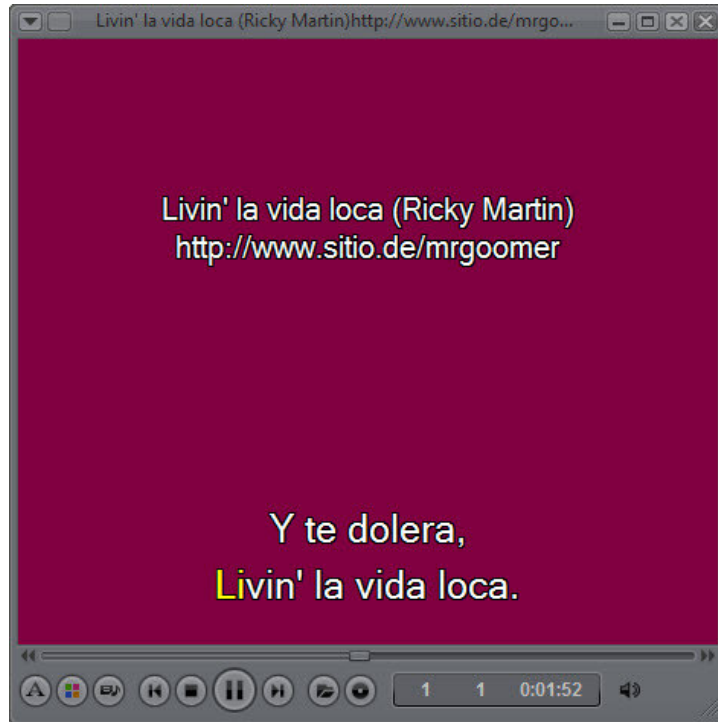 Livin' la vida loca (Ricky Martin)http://www.sitio.de/mrgo...
Livin' la vida loca (Ricky Martin)
http://www.sitio.de/mrgoomer
Y te dolera,
Livin' la vida loca.
A
1 1 0:01:52